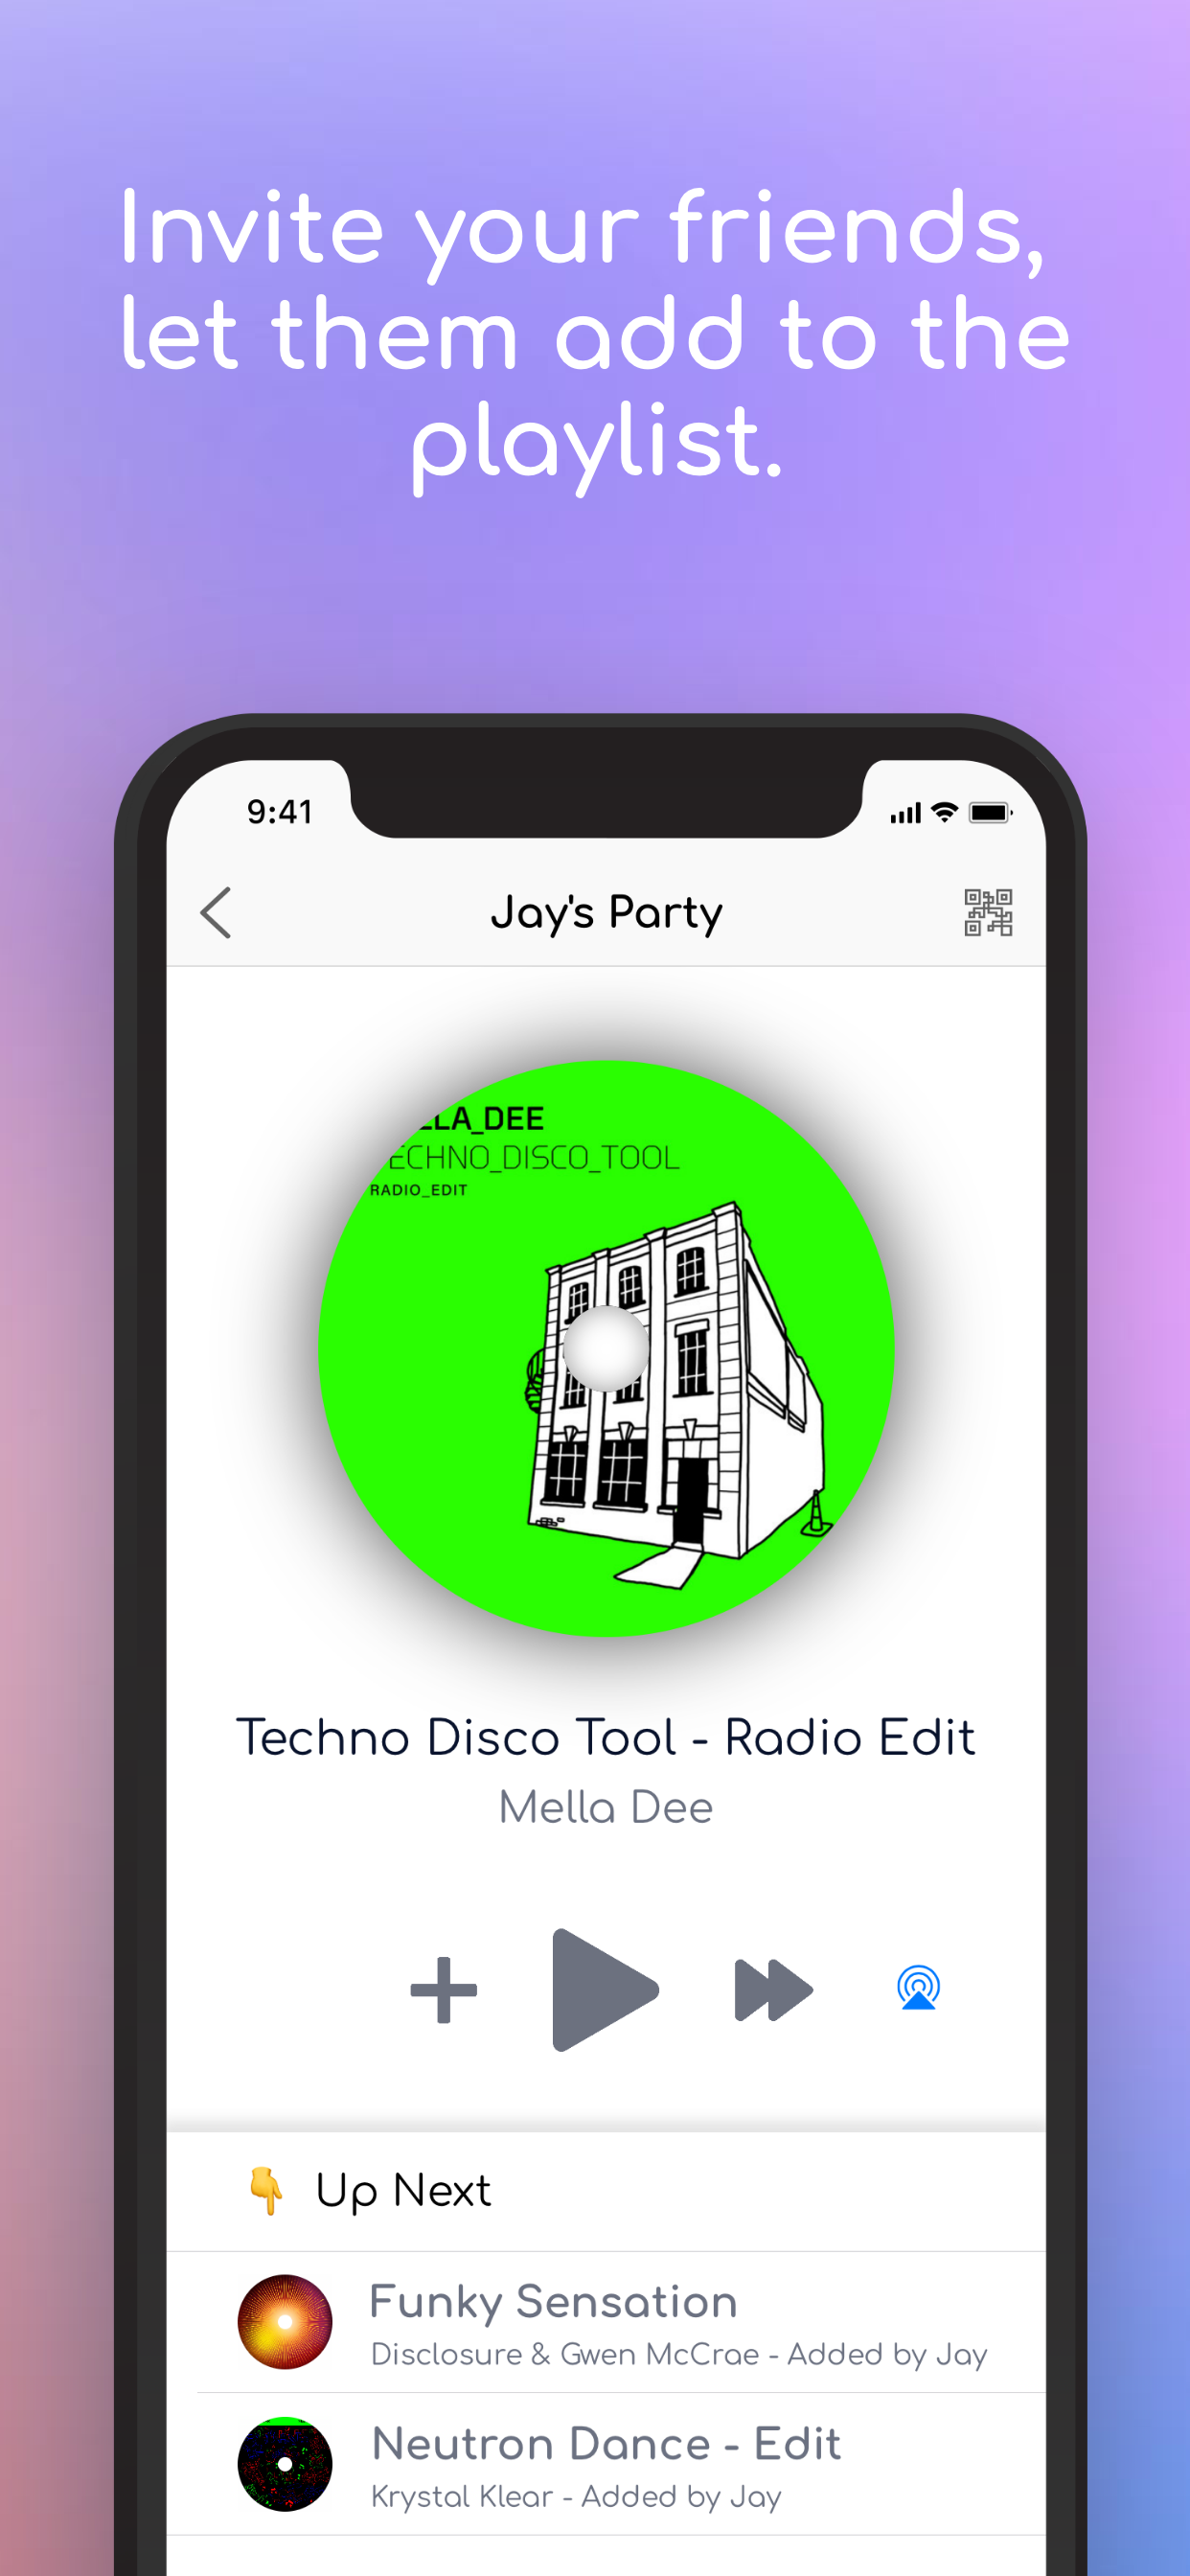 Invite your friends,
let them add to the
playlist.
9:41
Jay's Party
LLA_DEE
ECHNO_DISCO_TOOL
RADIO_EDIT
Techno Disco Tool - Radio Edit
Mella Dee
👇 Up Next
Funky Sensation
Disclosure & Gwen McCrae - Added by Jay
Neutron Dance - Edit
Krystal Klear - Added by Jay